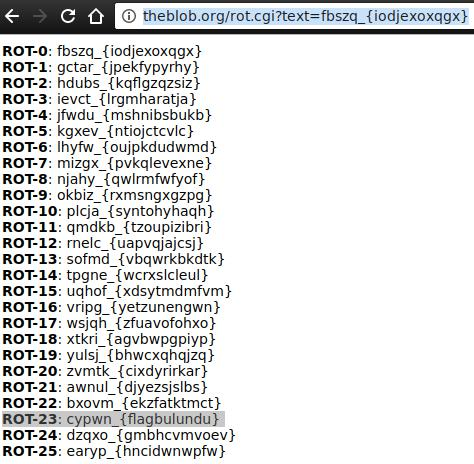 theblob.org/rot.cgi?text=fbszq_{iodjexoxqgx}
ROT-0: fbszq_{iodjexoxqgx}
ROT-1: gctar_{jpekfypyrhy}
ROT-2: hdubs_{kqflgzqzsiz}
ROT-3: ievct_{lrgmharatja}
ROT-4: jfwdu_{mshnibsbukb}
ROT-5: kgxev_{ntiojctcvlc}
ROT-6: lhyfw_{oujpkdudwmd}
ROT-7: mizgx_{pvkqlevexne}
ROT-8: njahy_{qwlrmfwfyof}
ROT-9: okbiz_{rxmsngxgzpg}
ROT-10: plcja_{syntohyhaqh}
ROT-11: qmdkb_{tzoupizibri}
ROT-12: rnelc_{uapvqjajcsj}
ROT-13: sofmd_{vbqwrkbkdtk}
ROT-14: tpgne_{wcrxslcleul}
ROT-15: uqhof_{xdsytmdmfvm}
ROT-16: vripg_{yetzunengwn}
ROT-17: wsjqh_{zfuavofohxo}
ROT-18: xtkri_{agvbwpgpiyp}
ROT-19: yulsj_{bhwcxqhqjzq}
ROT-20: zvmtk_{cixdyrirkar}
ROT-21: awnul_{djyezsjslbs}
ROT-22: bxovm_{ekzfatktmct}
ROT-23: cypwn_{flagbulundu}
ROT-24: dzqxo_{gmbhcvmvoev}
ROT-25: earyp_{hncidwnwpfw}